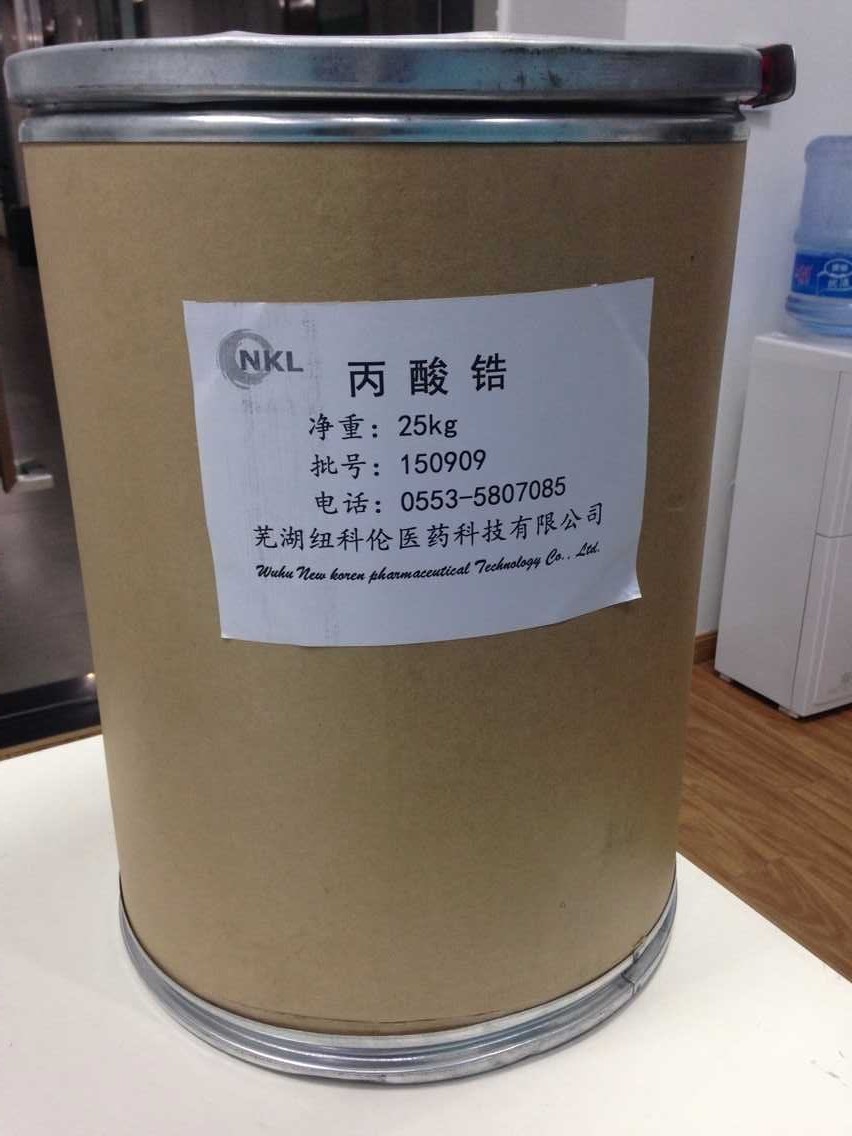 NKL
丙酸锆
净重：25kg
批号：150909
电话：0553-5807085
芜湖纽科伦医药科技有限公司
Wuhu New koren pharmaceutical Technology Co., Ltd.